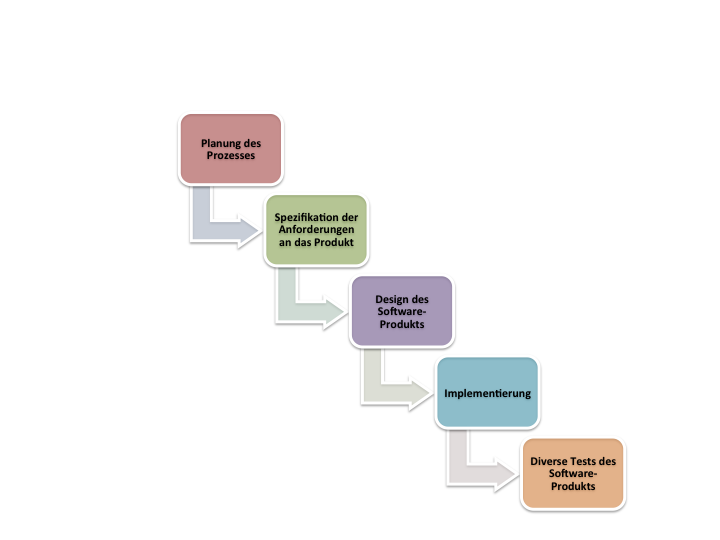 Planung des
Prozesses
Spezifikation der
Anforderungen
an das Produkt
Design des
Software-
Produkts
Implementierung
Diverse Tests des
Software-
Produkts